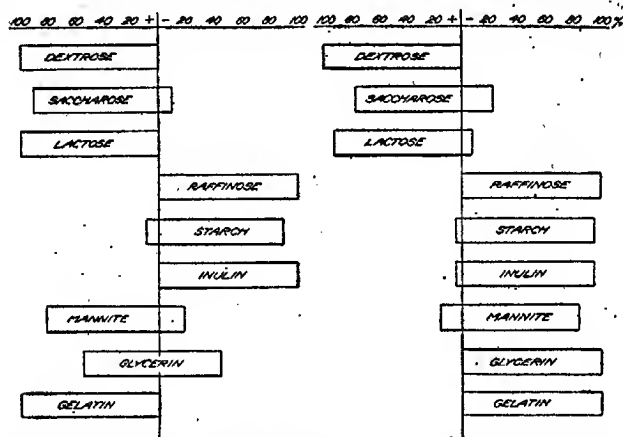 100 80 60 40 20 + - 20 40 60 80 100 100 80 60 40 20 + - 20 40 60 80 100%
DEXTROSE DEXTROSE
SACCHAROSE SACCHAROSE
LACTOSE LACTOSE
RAFFINOSE RAFFINOSE
STARCH STARCH
INULIN INULIN
MANNITE MANNITE
GLYCERIN GLYCERIN
GELATIN GELATIN